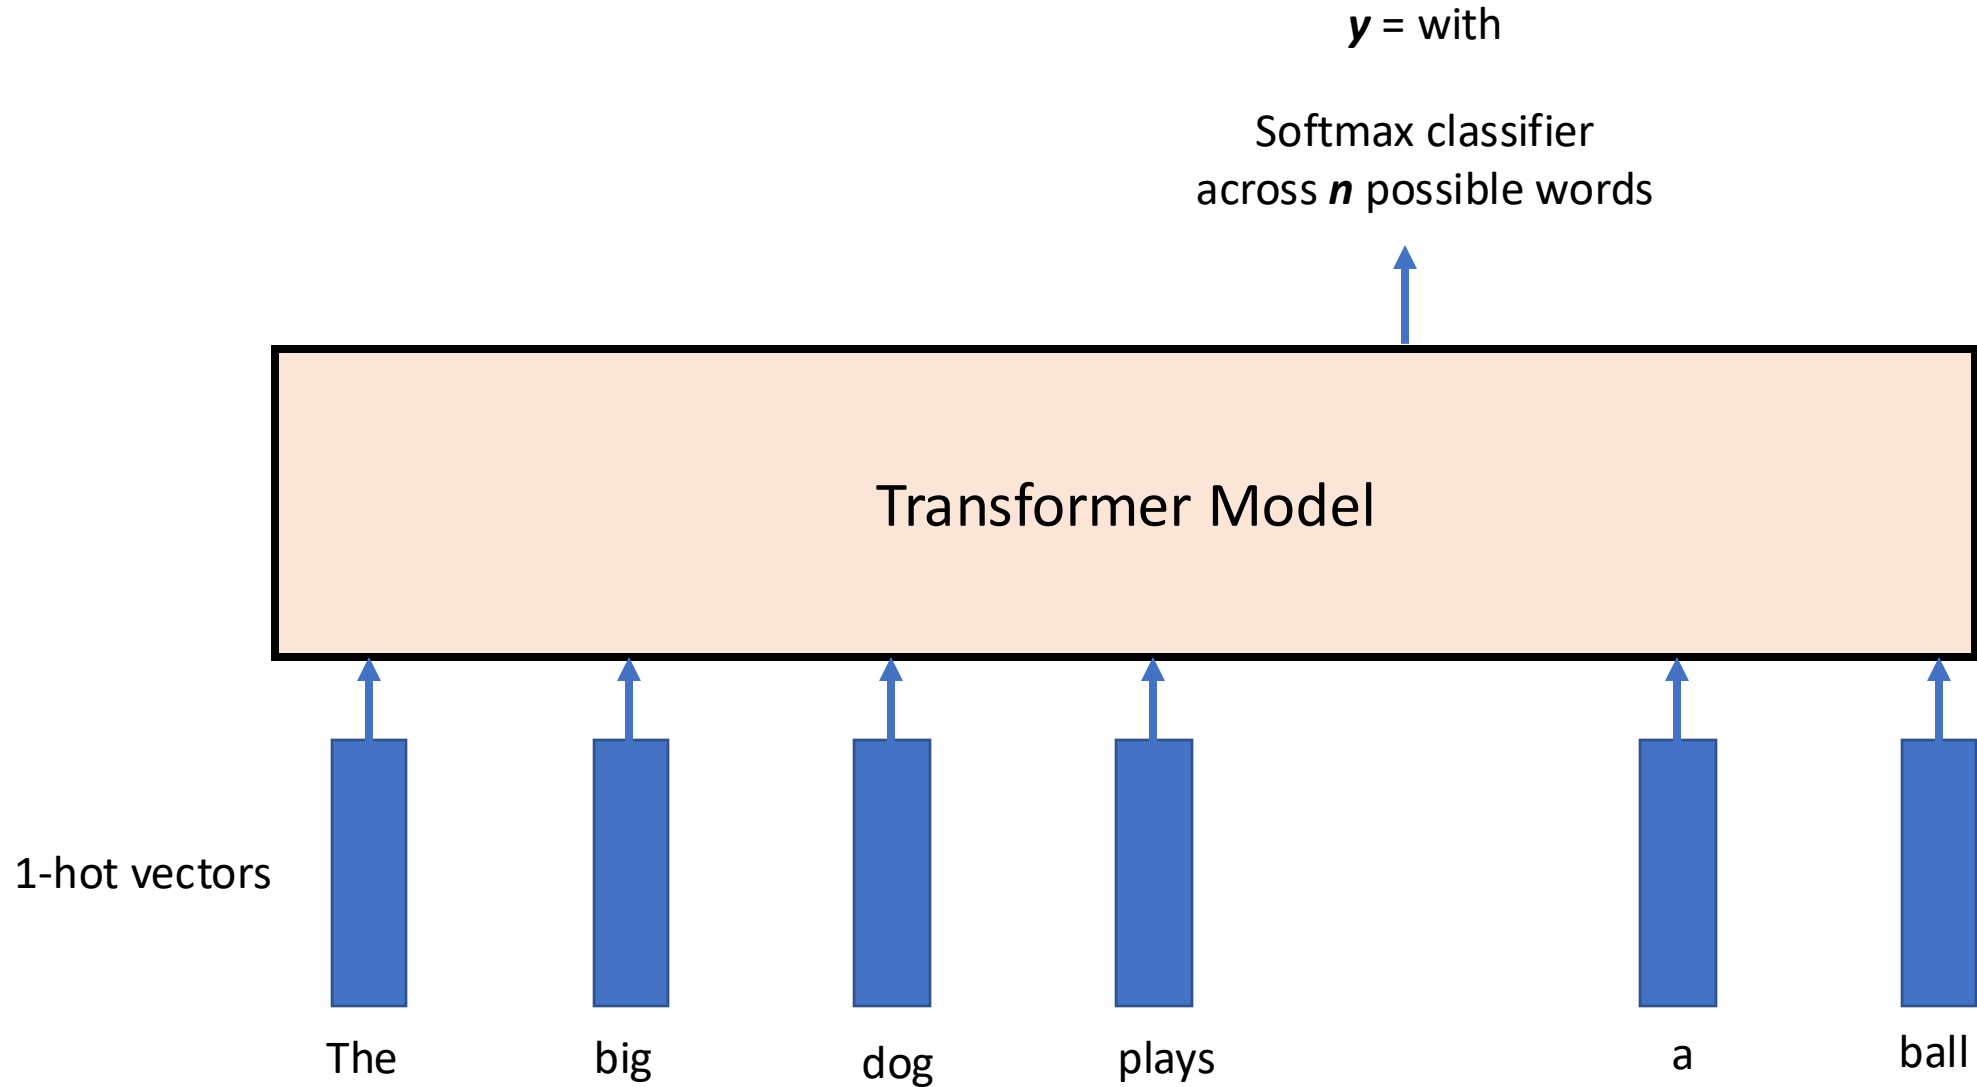 y = with
Softmax classifier
across n possible words
Transformer Model
1-hot vectors
The big dog plays a ball